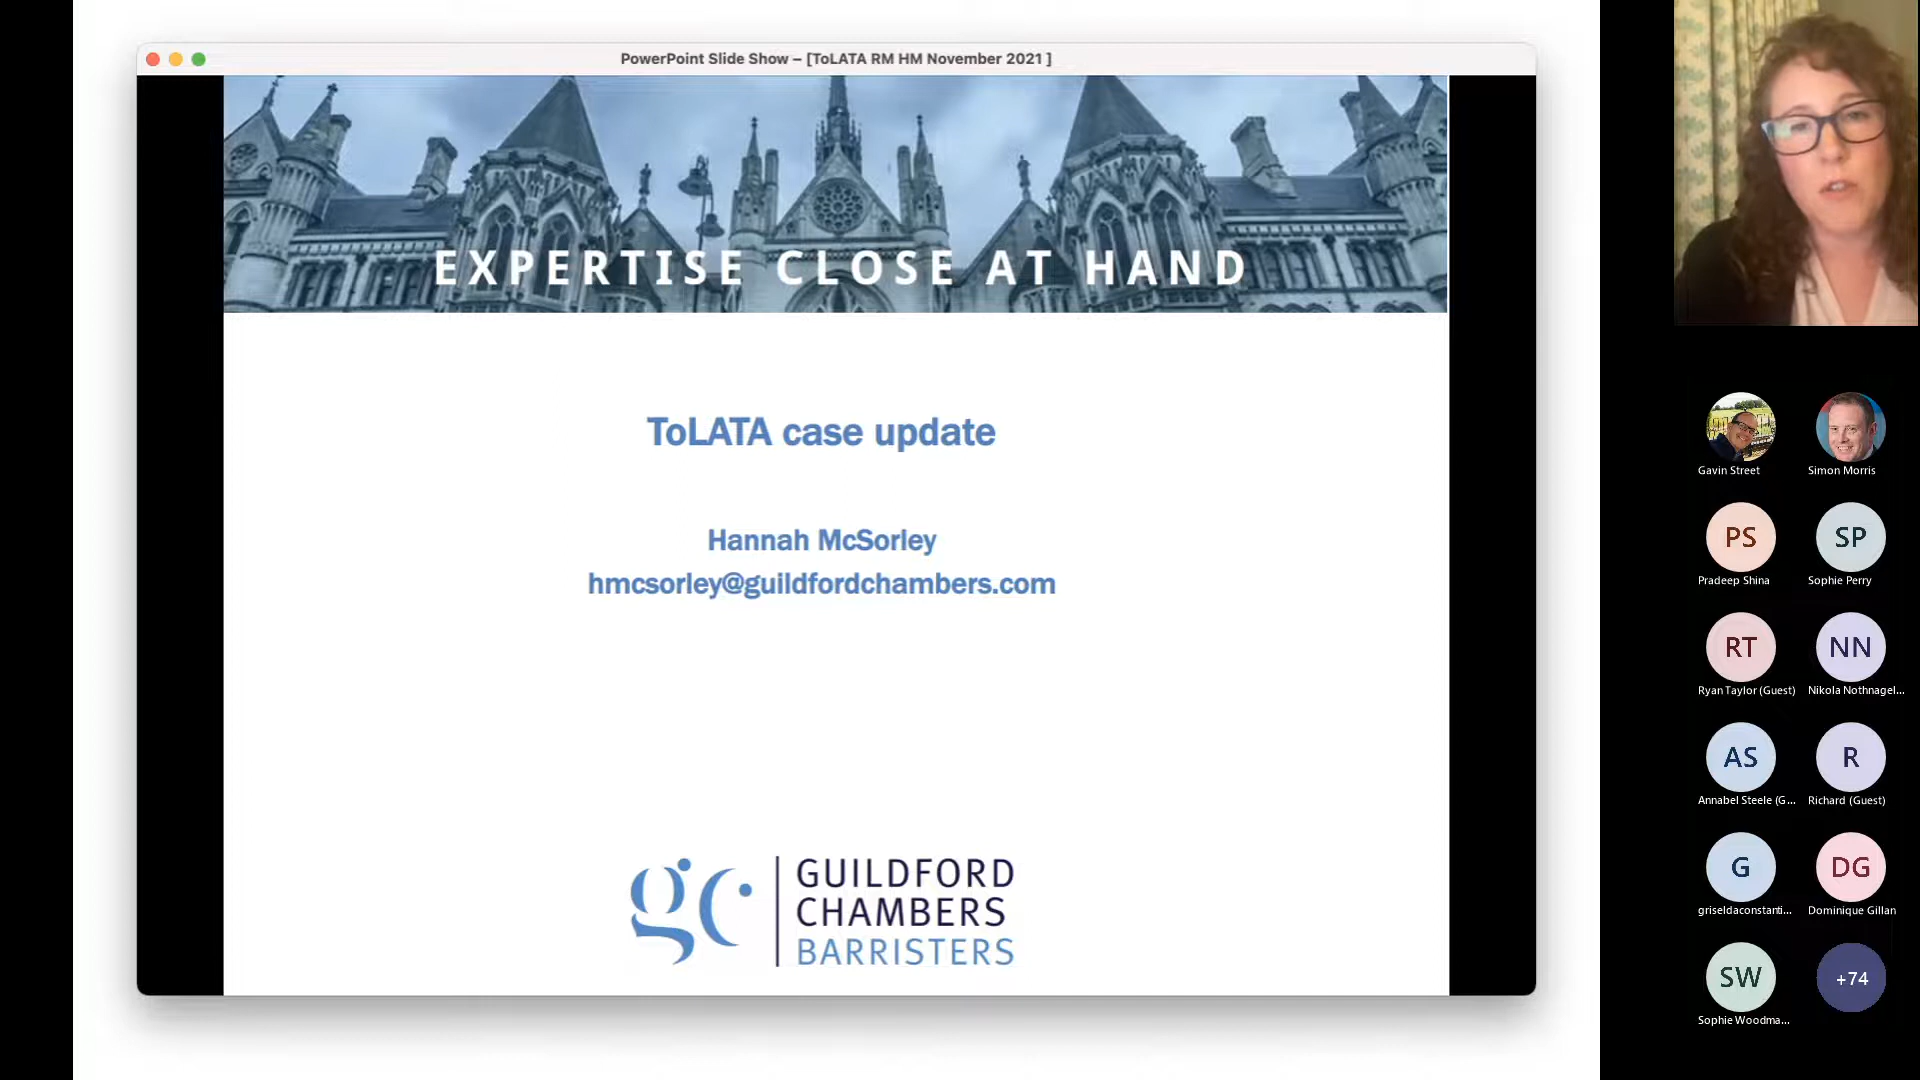 PowerPoint Slide Show – [ToLATA RM HM November 2021 ]
EXPERTISE CLOSE AT HAND
ToLATA case update
Hannah McSorley
hmcsorley@guildfordchambers.com
gc
GUILDFORD
CHAMBERS
BARRISTERS
Gavin Street
Simon Morris
PS
SP
Pradeep Shina
Sophie Perry
RT
NN
Ryan Taylor (Guest)
Nikola Nothnagel...
AS
R
Annabel Steele (G...
Richard (Guest)
G
DG
griseldaconstanti...
Dominique Gillan
SW
+74
Sophie Woodma...